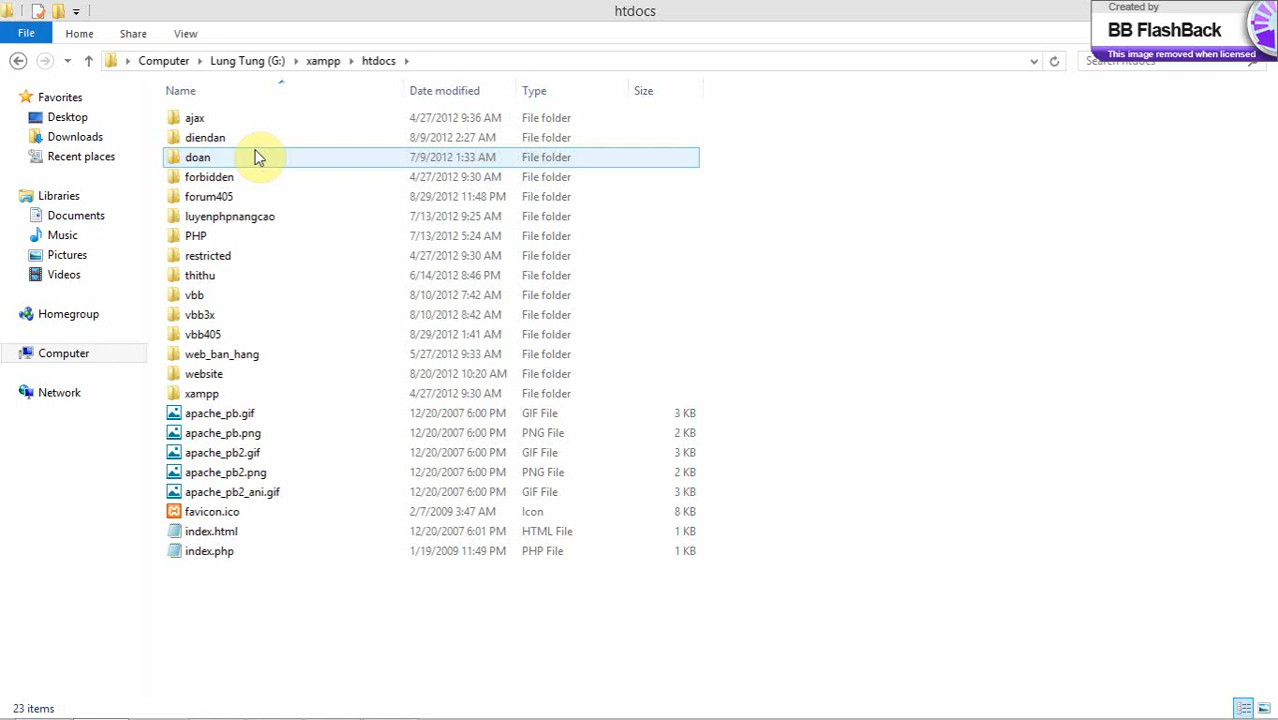 htdocs
Created by
BB FlashBack
This image removed when licensed
File Home Share View
Computer Lung Tung (G:) xampp htdocs
Search htdocs
Name Date modified Type Size
Favorites
Desktop
Downloads
Recent places
Libraries
Documents
Music
Pictures
Videos
Homegroup
Computer
Network
ajax 4/27/2012 9:36 AM File folder
diendan 8/9/2012 2:27 AM File folder
doan 7/9/2012 1:33 AM File folder
forbidden 4/27/2012 9:30 AM File folder
forum405 8/29/2012 11:48 PM File folder
luyenphpnangcao 7/13/2012 9:25 AM File folder
PHP 7/13/2012 5:24 AM File folder
restricted 4/27/2012 9:30 AM File folder
thithu 6/14/2012 8:46 PM File folder
vbb 8/10/2012 7:42 AM File folder
vbb3x 8/10/2012 8:42 AM File folder
vbb405 8/29/2012 1:41 AM File folder
web_ban_hang 5/27/2012 9:33 AM File folder
website 8/20/2012 10:20 AM File folder
xampp 4/27/2012 9:30 AM File folder
apache_pb.gif 12/20/2007 6:00 PM GIF File 3 KB
apache_pb.png 12/20/2007 6:00 PM PNG File 2 KB
apache_pb2.gif 12/20/2007 6:00 PM GIF File 3 KB
apache_pb2.png 12/20/2007 6:00 PM PNG File 2 KB
apache_pb2_ani.gif 12/20/2007 6:00 PM GIF File 3 KB
favicon.ico 2/7/2009 3:47 AM Icon 8 KB
index.html 12/20/2007 6:01 PM HTML File 1 KB
index.php 1/19/2009 11:49 PM PHP File 1 KB
23 items